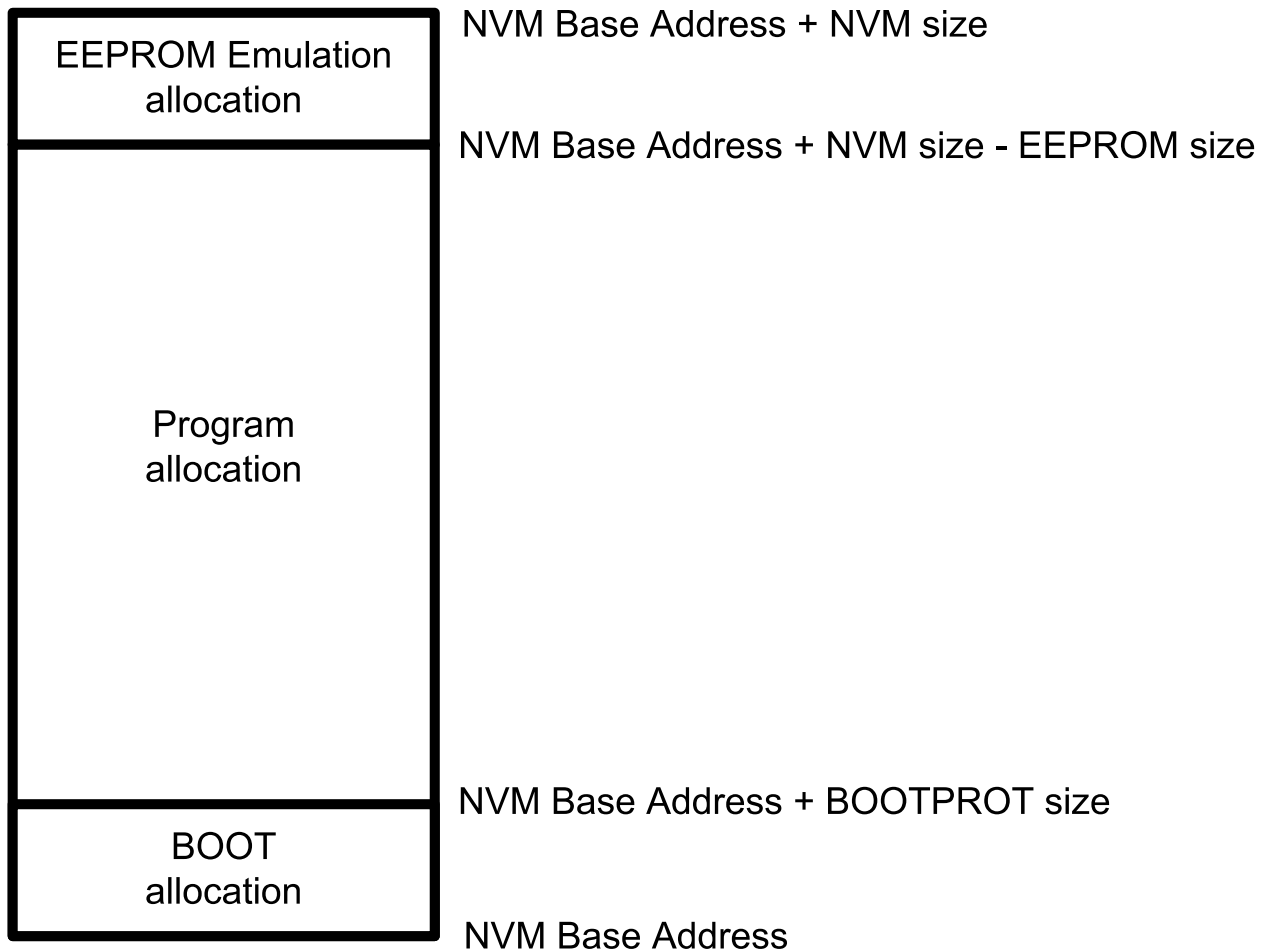 NVM Base Address + NVM size
EEPROM Emulation
allocation
NVM Base Address + NVM size - EEPROM size
Program
allocation
NVM Base Address + BOOTPROT size
BOOT
allocation
NVM Base Address